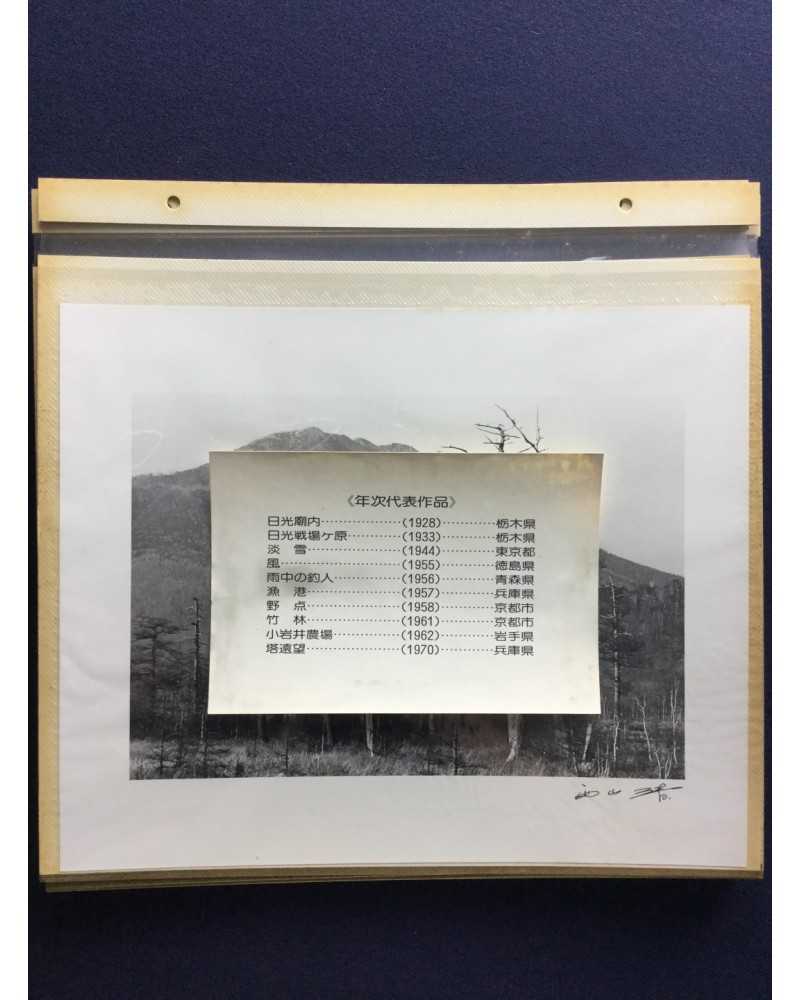 《年次代表作品》
日光廟内………………(1928)…………栃木県
日光戦場ヶ原…………(1933)…………栃木県
淡　雪…………………(1944)…………東京都
風………………………(1955)…………徳島県
雨中の釣人……………(1956)…………青森県
漁　港…………………(1957)…………兵庫県
野　点…………………(1958)…………京都市
竹　林…………………(1961)…………京都市
小岩井農場……………(1962)…………岩手県
塔遠望…………………(1970)…………兵庫県